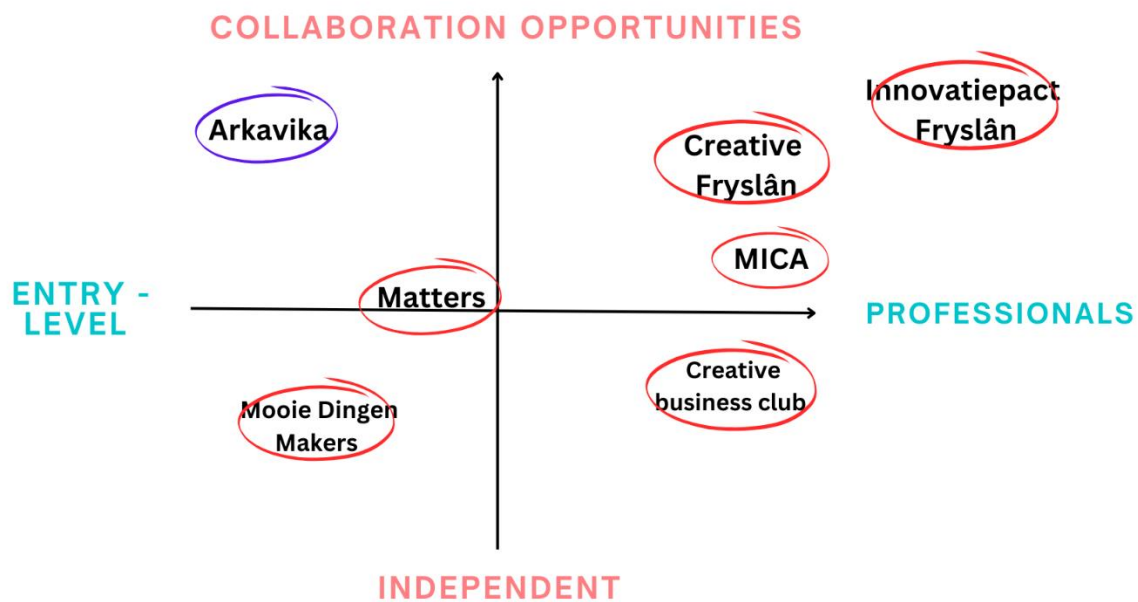 COLLABORATION OPPORTUNITIES
Innovatiepact
Fryslân
Arkavika
Creative
Fryslân
MICA
Matters
ENTRY -
LEVEL
PROFESSIONALS
Creative
business club
Mooie Dingen
Makers
INDEPENDENT